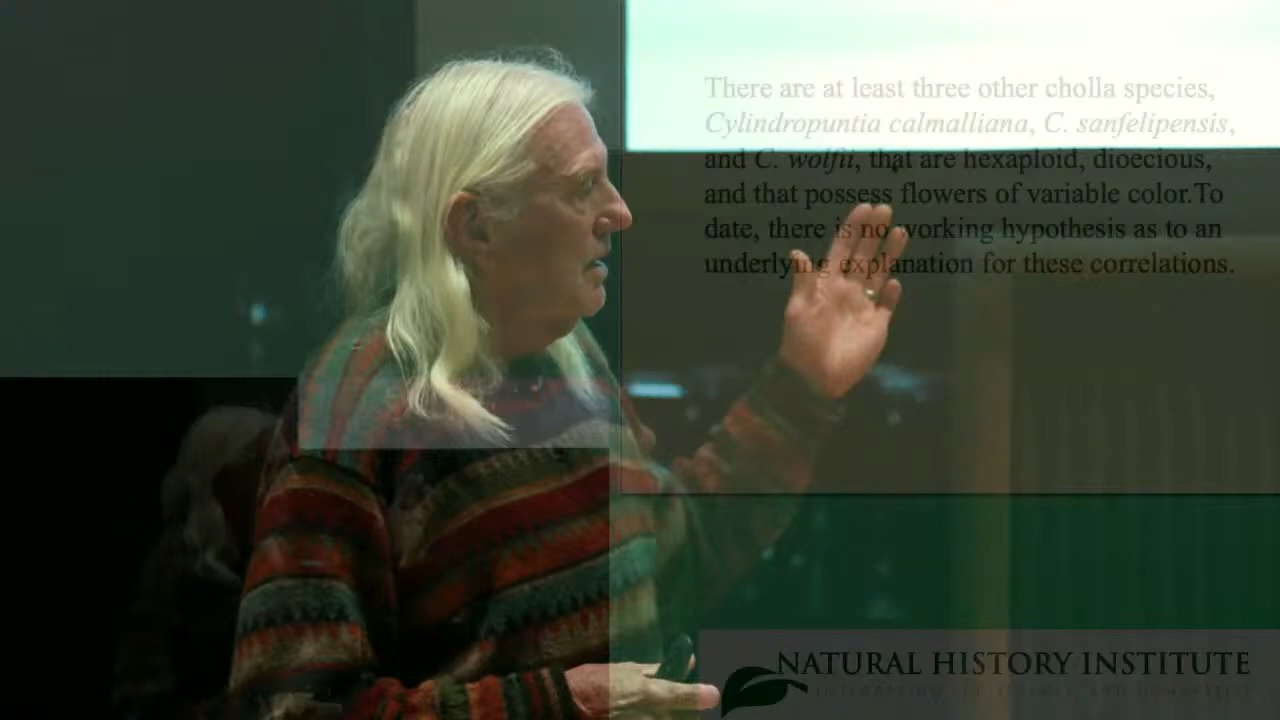 There are at least three other cholla species,
Cylindropuntia calmalliana, C. sanfelipensis,
and C. wolfii, that are hexaploid, dioecious,
and that possess flowers of variable color.To
date, there is no working hypothesis as to an
underlying explanation for these correlations.
NATURAL HISTORY INSTITUTE